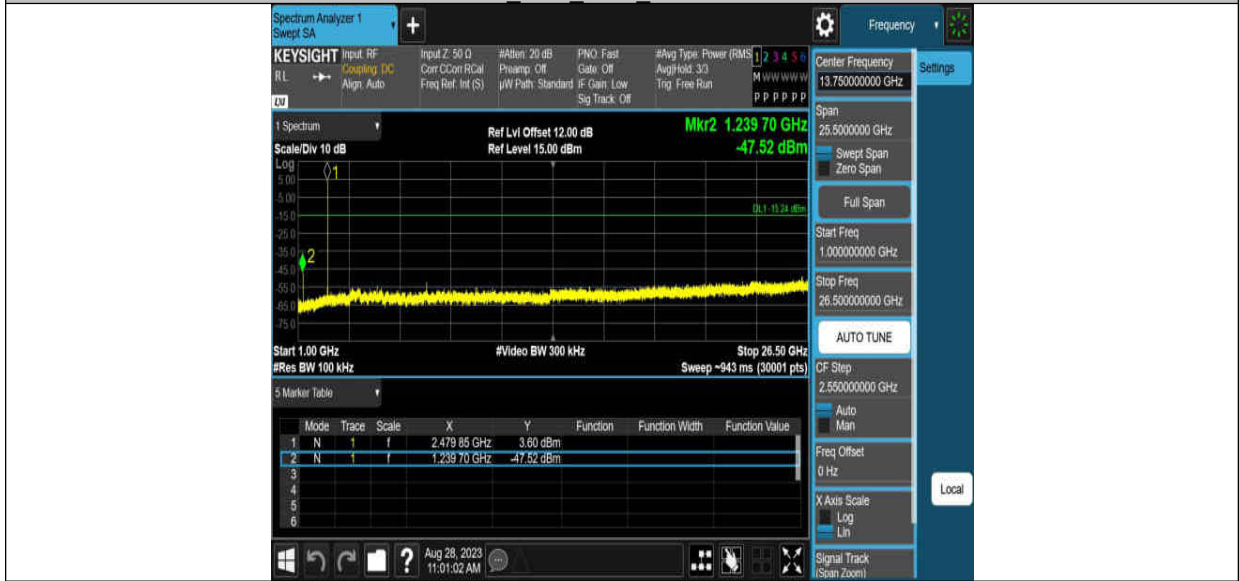 Spectrum Analyzer 1
Swept SA
+
Frequency
KEYSIGHT
RL
LXI
Input: RF
Coupling: DC
Align: Auto
Input Z: 50 Ω
Corr CCorr RCal
Freq Ref: Int (S)
#Atten: 20 dB
Preamp: Off
µW Path: Standard
PNO: Fast
Gate: Off
IF Gain: Low
Sig Track: Off
#Avg Type: Power (RMS
Avg|Hold: 3/3
Trig: Free Run
1 2 3 4 5 6
M W W W W W
P P P P P P
1 Spectrum
Scale/Div 10 dB
Ref Lvl Offset 12.00 dB
Ref Level 15.00 dBm
Mkr2 1.239 70 GHz
-47.52 dBm
Log
5.00
-5.00
-15.0
-25.0
-35.0
-45.0
-55.0
-65.0
-75.0
1
2
DL1 -15.24 dBm
Start 1.00 GHz
#Res BW 100 kHz
#Video BW 300 kHz
Stop 26.50 GHz
Sweep ~943 ms (30001 pts)
5 Marker Table
Mode Trace Scale X Y Function Function Width Function Value
1 N 1 f 2.479 85 GHz 3.60 dBm
2 N 1 f 1.239 70 GHz -47.52 dBm
3
4
5
6
?
Aug 28, 2023
11:01:02 AM
Center Frequency
13.750000000 GHz
Settings
Span
25.5000000 GHz
Swept Span
Zero Span
Full Span
Start Freq
1.000000000 GHz
Stop Freq
26.500000000 GHz
AUTO TUNE
CF Step
2.550000000 GHz
Auto
Man
Freq Offset
0 Hz
X Axis Scale
Log
Lin
Signal Track
(Span Zoom)
Local